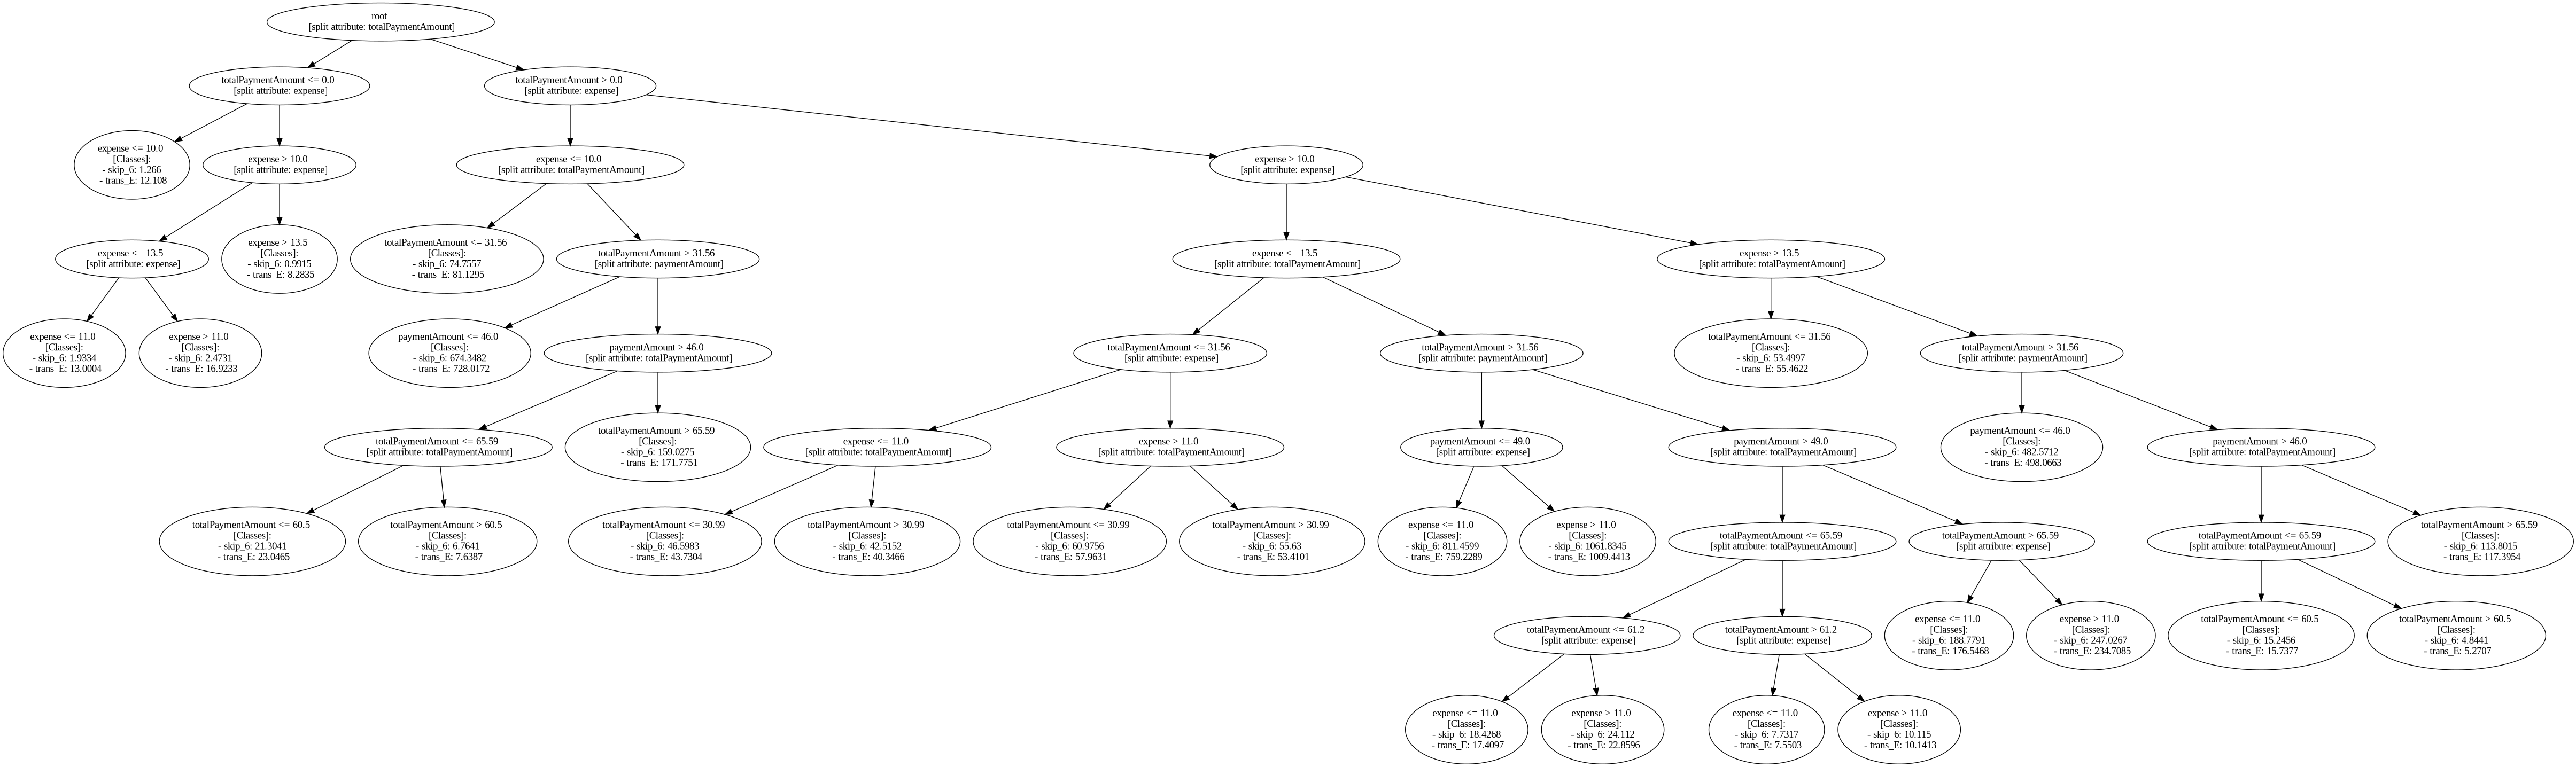 root
[split attribute: totalPaymentAmount]
totalPaymentAmount <= 0.0
[split attribute: expense]
totalPaymentAmount > 0.0
[split attribute: expense]
expense <= 10.0
[Classes]:
- skip_6: 1.266
- trans_E: 12.108
expense > 10.0
[split attribute: expense]
expense <= 10.0
[split attribute: totalPaymentAmount]
expense > 10.0
[split attribute: expense]
expense <= 13.5
[split attribute: expense]
expense > 13.5
[Classes]:
- skip_6: 0.9915
- trans_E: 8.2835
totalPaymentAmount <= 31.56
[Classes]:
- skip_6: 74.7557
- trans_E: 81.1295
totalPaymentAmount > 31.56
[split attribute: paymentAmount]
expense <= 13.5
[split attribute: totalPaymentAmount]
expense > 13.5
[split attribute: totalPaymentAmount]
expense <= 11.0
[Classes]:
- skip_6: 1.9334
- trans_E: 13.0004
expense > 11.0
[Classes]:
- skip_6: 2.4731
- trans_E: 16.9233
paymentAmount <= 46.0
[Classes]:
- skip_6: 674.3482
- trans_E: 728.0172
paymentAmount > 46.0
[split attribute: totalPaymentAmount]
totalPaymentAmount <= 31.56
[split attribute: expense]
totalPaymentAmount > 31.56
[split attribute: paymentAmount]
totalPaymentAmount <= 31.56
[Classes]:
- skip_6: 53.4997
- trans_E: 55.4622
totalPaymentAmount > 31.56
[split attribute: paymentAmount]
totalPaymentAmount <= 65.59
[split attribute: totalPaymentAmount]
totalPaymentAmount > 65.59
[Classes]:
- skip_6: 159.0275
- trans_E: 171.7751
expense <= 11.0
[split attribute: totalPaymentAmount]
expense > 11.0
[split attribute: totalPaymentAmount]
paymentAmount <= 49.0
[split attribute: expense]
paymentAmount > 49.0
[split attribute: totalPaymentAmount]
paymentAmount <= 46.0
[Classes]:
- skip_6: 482.5712
- trans_E: 498.0663
paymentAmount > 46.0
[split attribute: totalPaymentAmount]
totalPaymentAmount <= 60.5
[Classes]:
- skip_6: 21.3041
- trans_E: 23.0465
totalPaymentAmount > 60.5
[Classes]:
- skip_6: 6.7641
- trans_E: 7.6387
totalPaymentAmount <= 30.99
[Classes]:
- skip_6: 46.5983
- trans_E: 43.7304
totalPaymentAmount > 30.99
[Classes]:
- skip_6: 42.5152
- trans_E: 40.3466
totalPaymentAmount <= 30.99
[Classes]:
- skip_6: 60.9756
- trans_E: 57.9631
totalPaymentAmount > 30.99
[Classes]:
- skip_6: 55.63
- trans_E: 53.4101
expense <= 11.0
[Classes]:
- skip_6: 811.4599
- trans_E: 759.2289
expense > 11.0
[Classes]:
- skip_6: 1061.8345
- trans_E: 1009.4413
totalPaymentAmount <= 65.59
[split attribute: totalPaymentAmount]
totalPaymentAmount > 65.59
[split attribute: expense]
totalPaymentAmount <= 65.59
[split attribute: totalPaymentAmount]
totalPaymentAmount > 65.59
[Classes]:
- skip_6: 113.8015
- trans_E: 117.3954
totalPaymentAmount <= 61.2
[split attribute: expense]
totalPaymentAmount > 61.2
[split attribute: expense]
expense <= 11.0
[Classes]:
- skip_6: 188.7791
- trans_E: 176.5468
expense > 11.0
[Classes]:
- skip_6: 247.0267
- trans_E: 234.7085
totalPaymentAmount <= 60.5
[Classes]:
- skip_6: 15.2456
- trans_E: 15.7377
totalPaymentAmount > 60.5
[Classes]:
- skip_6: 4.8441
- trans_E: 5.2707
expense <= 11.0
[Classes]:
- skip_6: 18.4268
- trans_E: 17.4097
expense > 11.0
[Classes]:
- skip_6: 24.112
- trans_E: 22.8596
expense <= 11.0
[Classes]:
- skip_6: 7.7317
- trans_E: 7.5503
expense > 11.0
[Classes]:
- skip_6: 10.115
- trans_E: 10.1413